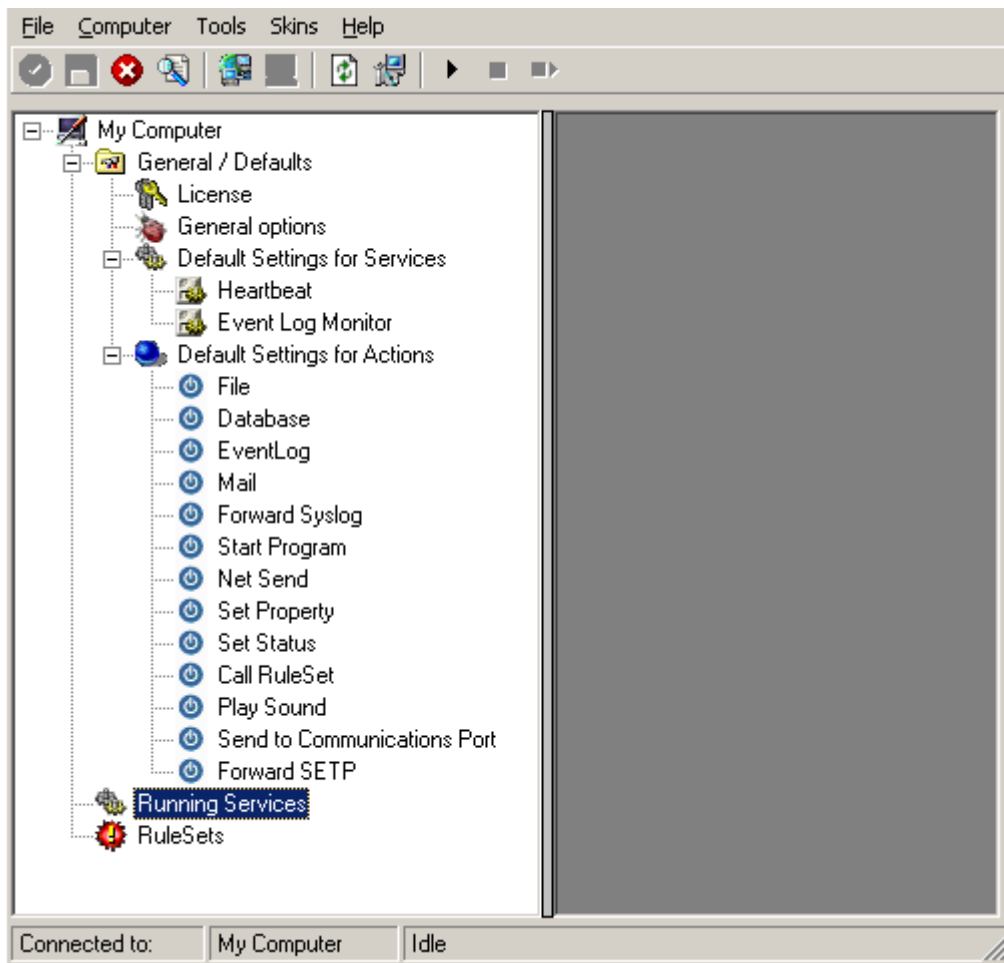 File Computer Tools Skins Help
My Computer
General / Defaults
License
General options
Default Settings for Services
Heartbeat
Event Log Monitor
Default Settings for Actions
File
Database
EventLog
Mail
Forward Syslog
Start Program
Net Send
Set Property
Set Status
Call RuleSet
Play Sound
Send to Communications Port
Forward SETP
Running Services
RuleSets
Connected to: My Computer Idle